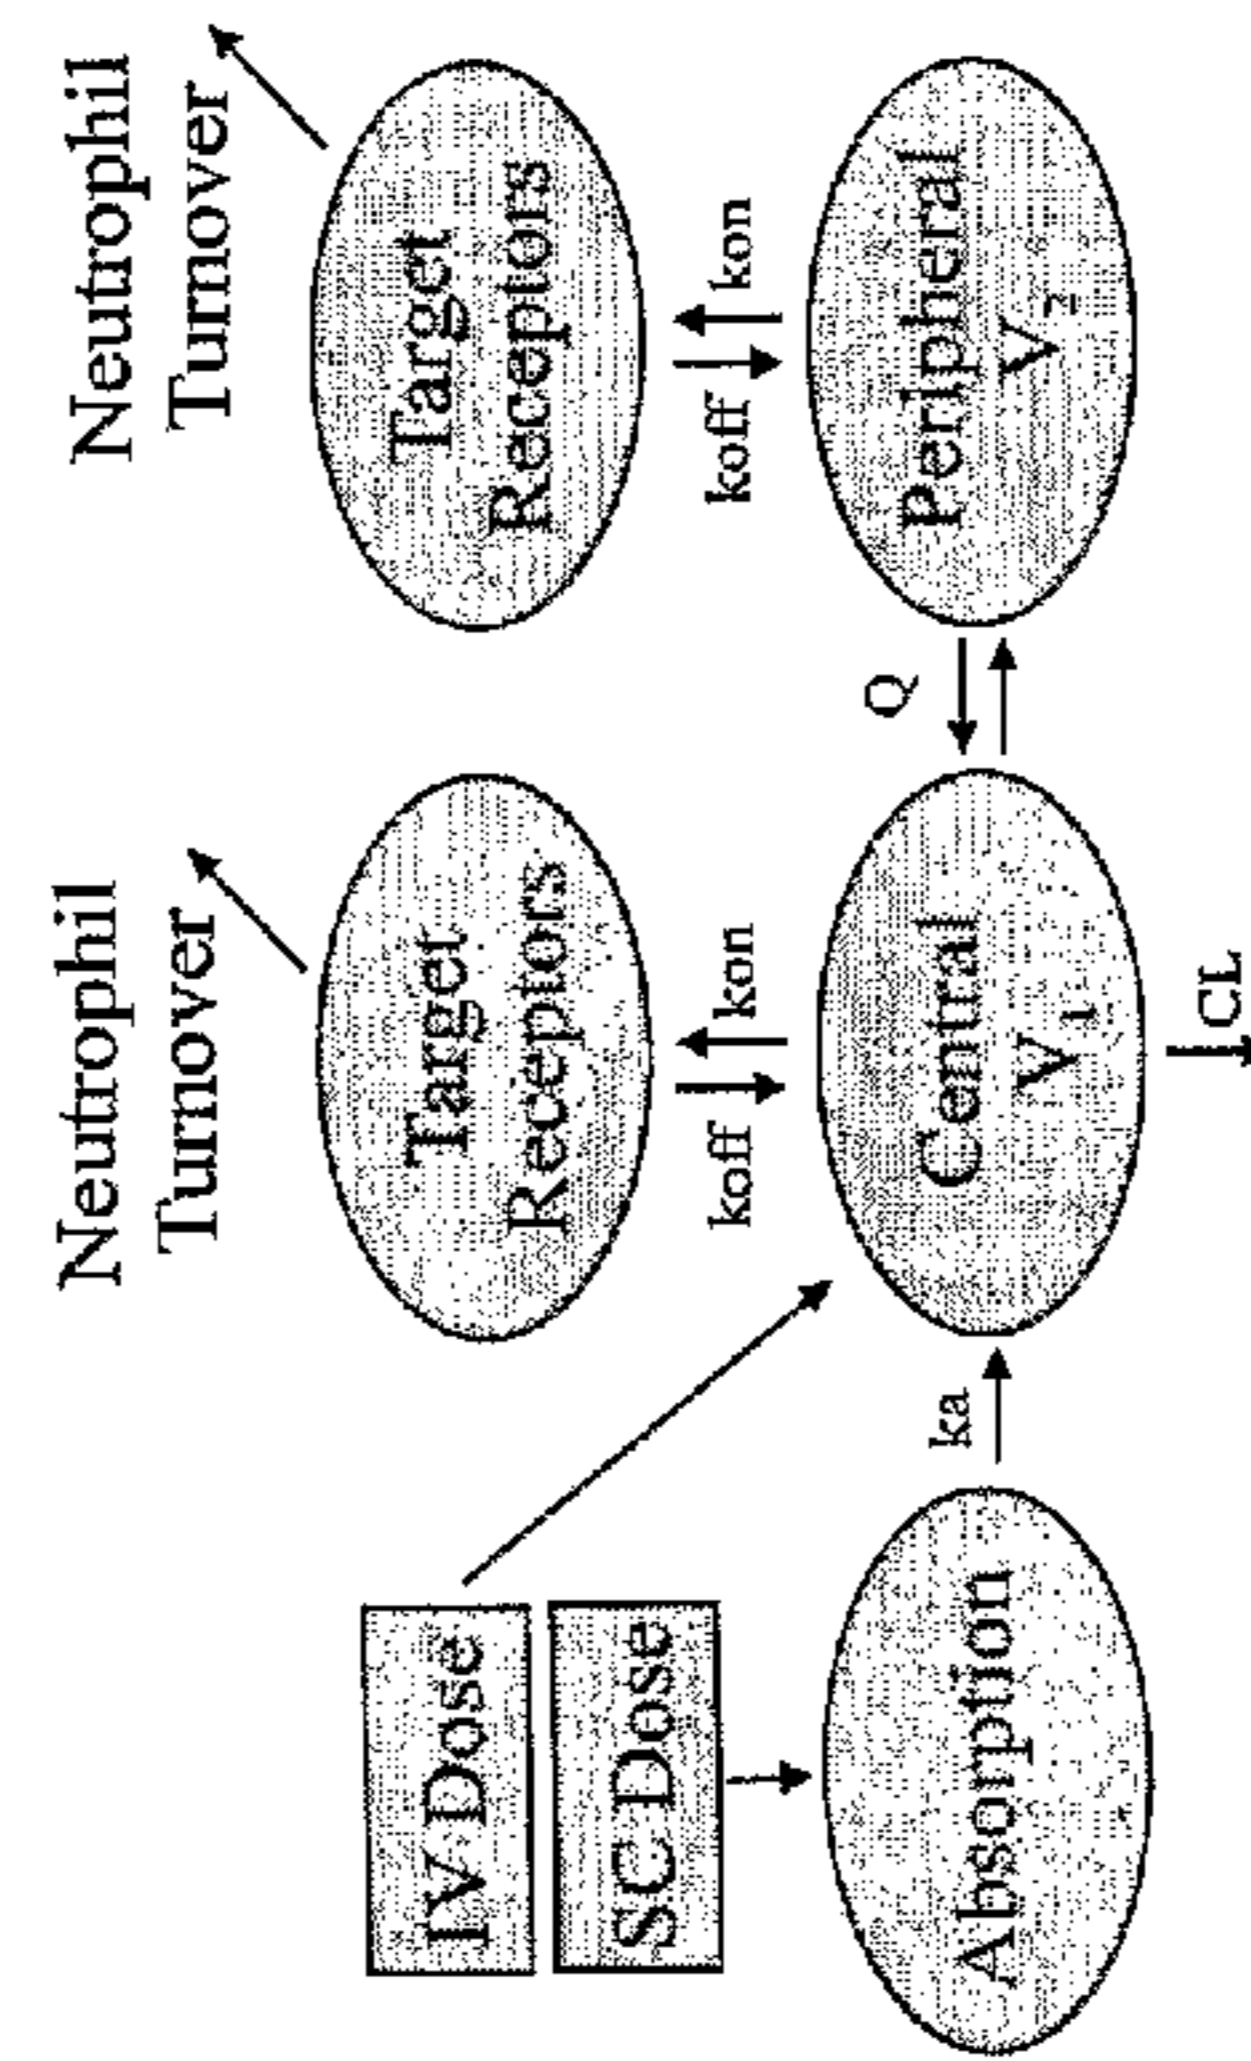 Neutrophil
Turnover
Neutrophil
Turnover
IV Dose
SC Dose
Target
Receptors
Target
Receptors
koff
kon
koff
kon
Absorption
ka
Central
V1
Q
Peripheral
V2
CL